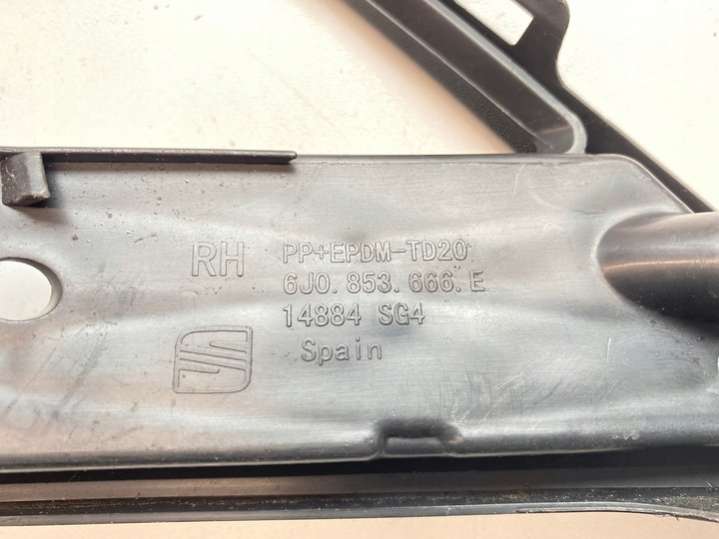 RH PP+EPDM-TD20
6J0.853.666.E
14884 SG4
Spain